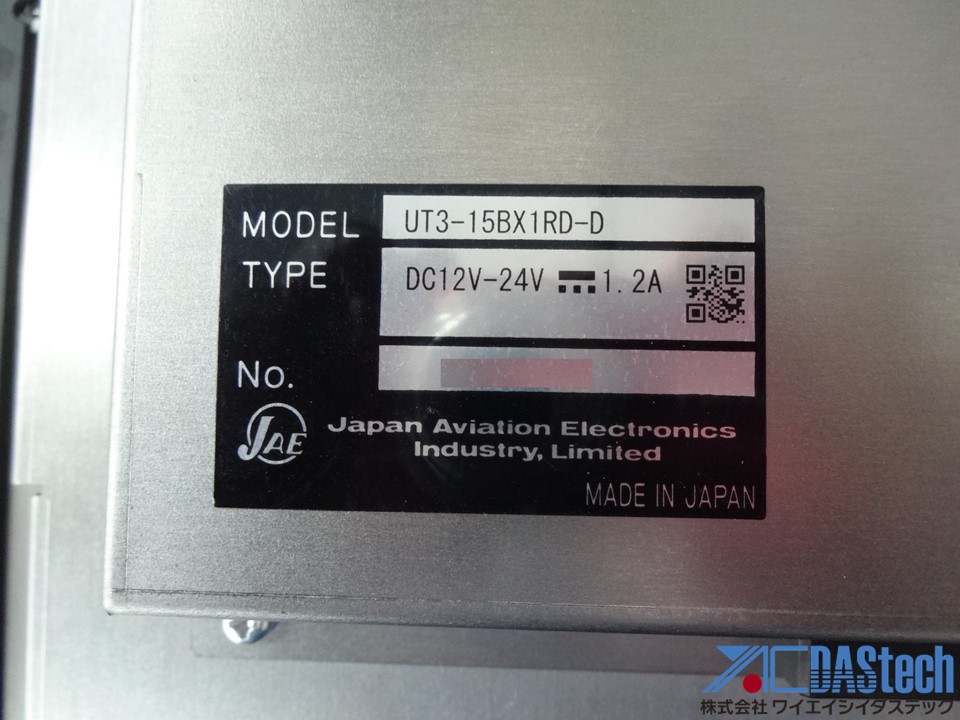 MODEL UT3-15BX1RD-D
TYPE DC12V-24V 1.2A
No.
JAE Japan Aviation Electronics
Industry, Limited
MADE IN JAPAN
YAC DAStech
株式会社 ワイエイシイダステック